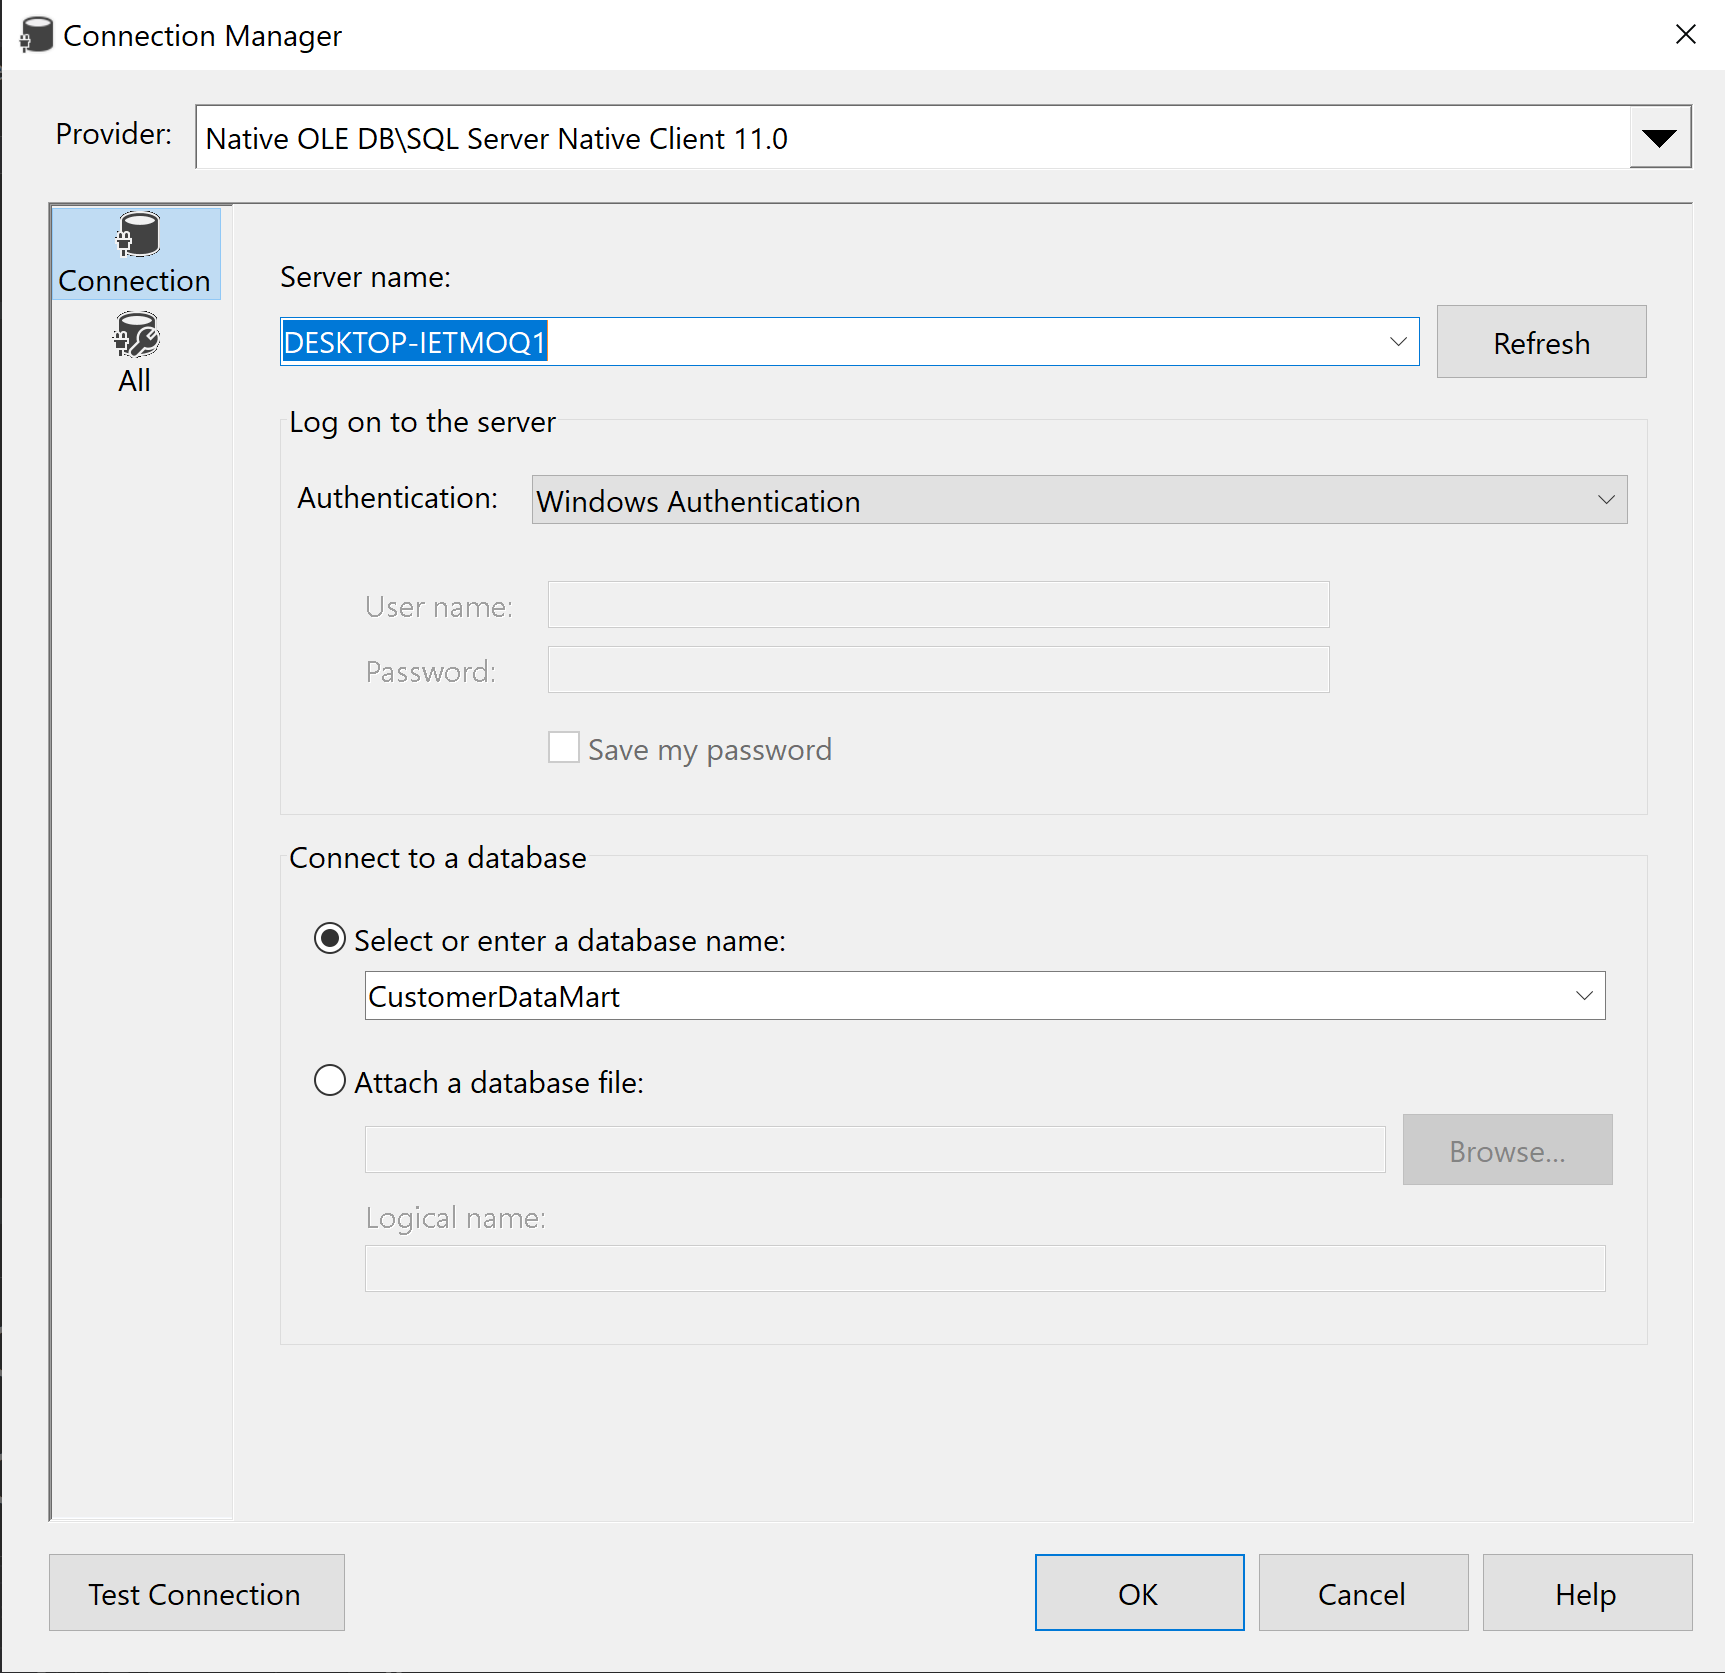 Connection Manager
Provider: Native OLE DB\SQL Server Native Client 11.0
Connection
All
Server name:
DESKTOP-IETMOQ1
Refresh
Log on to the server
Authentication: Windows Authentication
User name:
Password:
Save my password
Connect to a database
Select or enter a database name:
CustomerDataMart
Attach a database file:
Browse...
Logical name:
Test Connection
OK
Cancel
Help